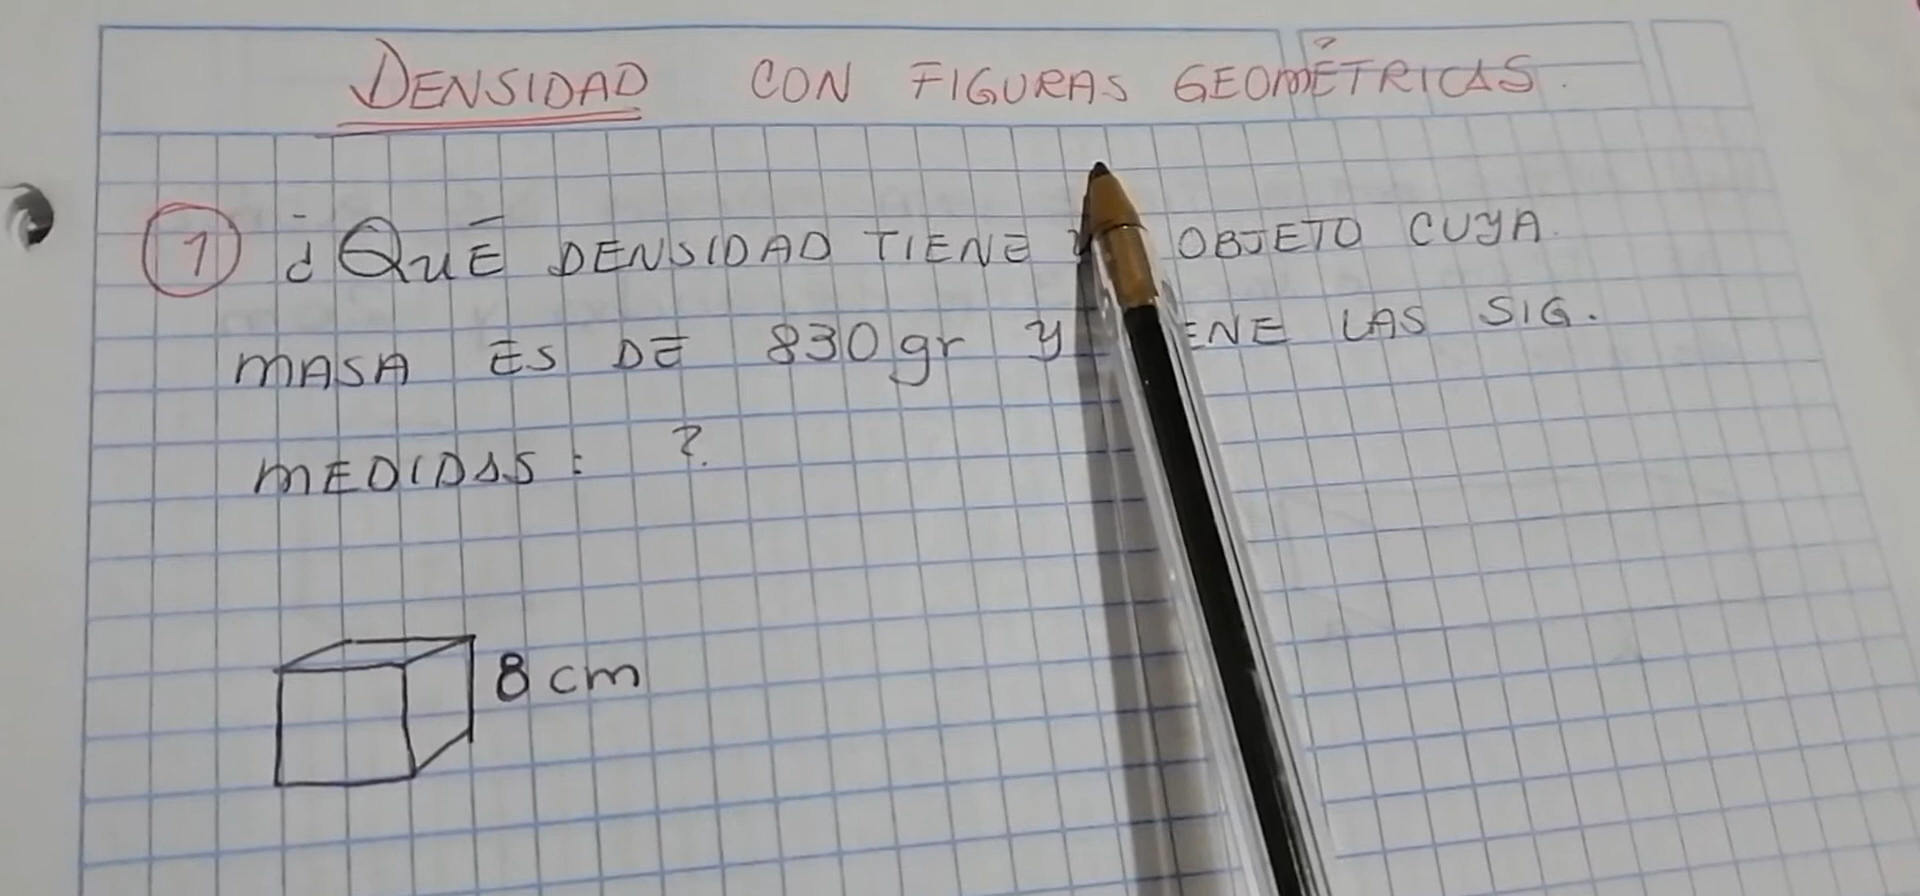 DENSIDAD CON FIGURAS GEOMÉTRICAS.
1 ¿QUÉ DENSIDAD TIENE OBJETO CUYA
MASA ES DE 830 gr Y LAS SIG.
MEDIDAS: ?
8 cm